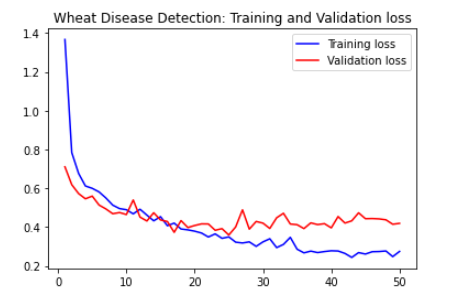 Wheat Disease Detection: Training and Validation loss
1.4
Training loss
Validation loss
1.2
1.0
0.8
0.6
0.4
0.2
0 10 20 30 40 50